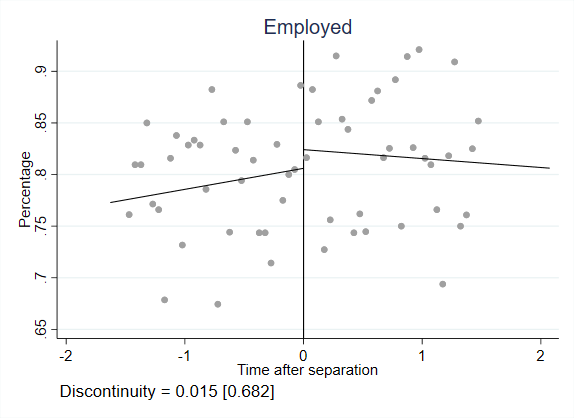 Employed
Percentage
.9
.85
.8
.75
.7
.65
-2 -1 0 1 2
Time after separation
Discontinuity = 0.015 [0.682]